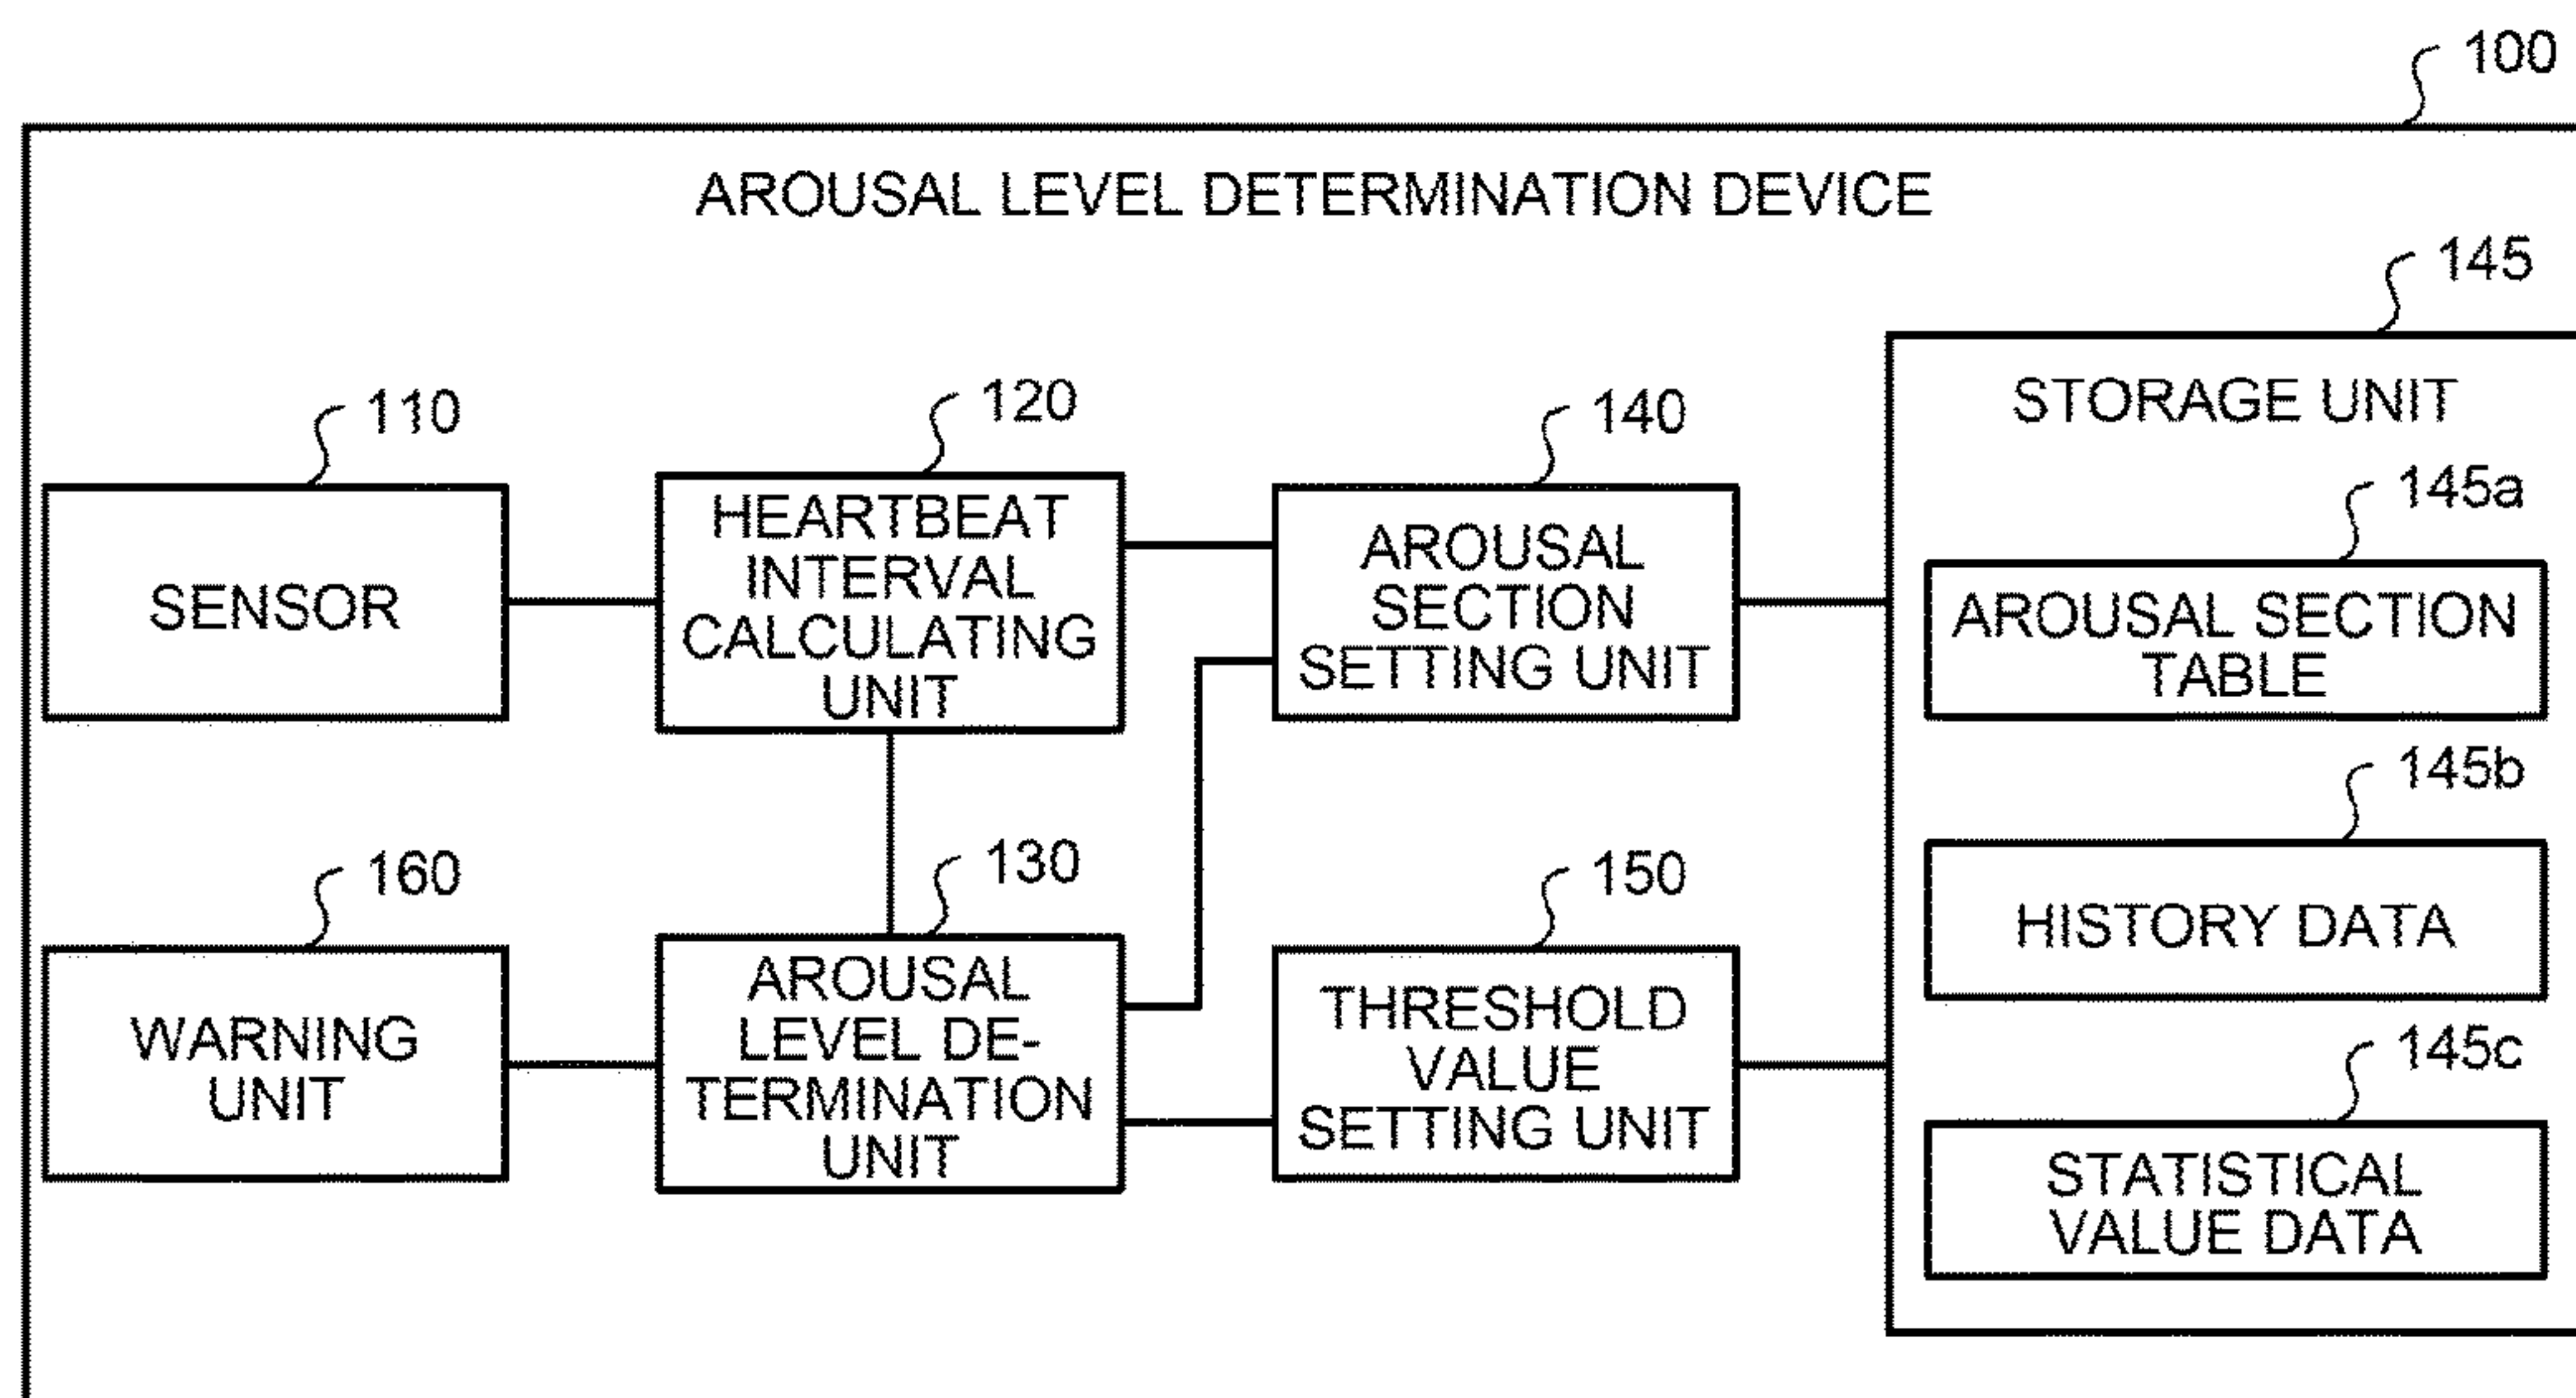 100
AROUSAL LEVEL DETERMINATION DEVICE
145
STORAGE UNIT
110
SENSOR
120
HEARTBEAT
INTERVAL
CALCULATING
UNIT
140
AROUSAL
SECTION
SETTING UNIT
145a
AROUSAL SECTION
TABLE
145b
HISTORY DATA
160
WARNING
UNIT
130
AROUSAL
LEVEL DE-
TERMINATION
UNIT
150
THRESHOLD
VALUE
SETTING UNIT
145c
STATISTICAL
VALUE DATA